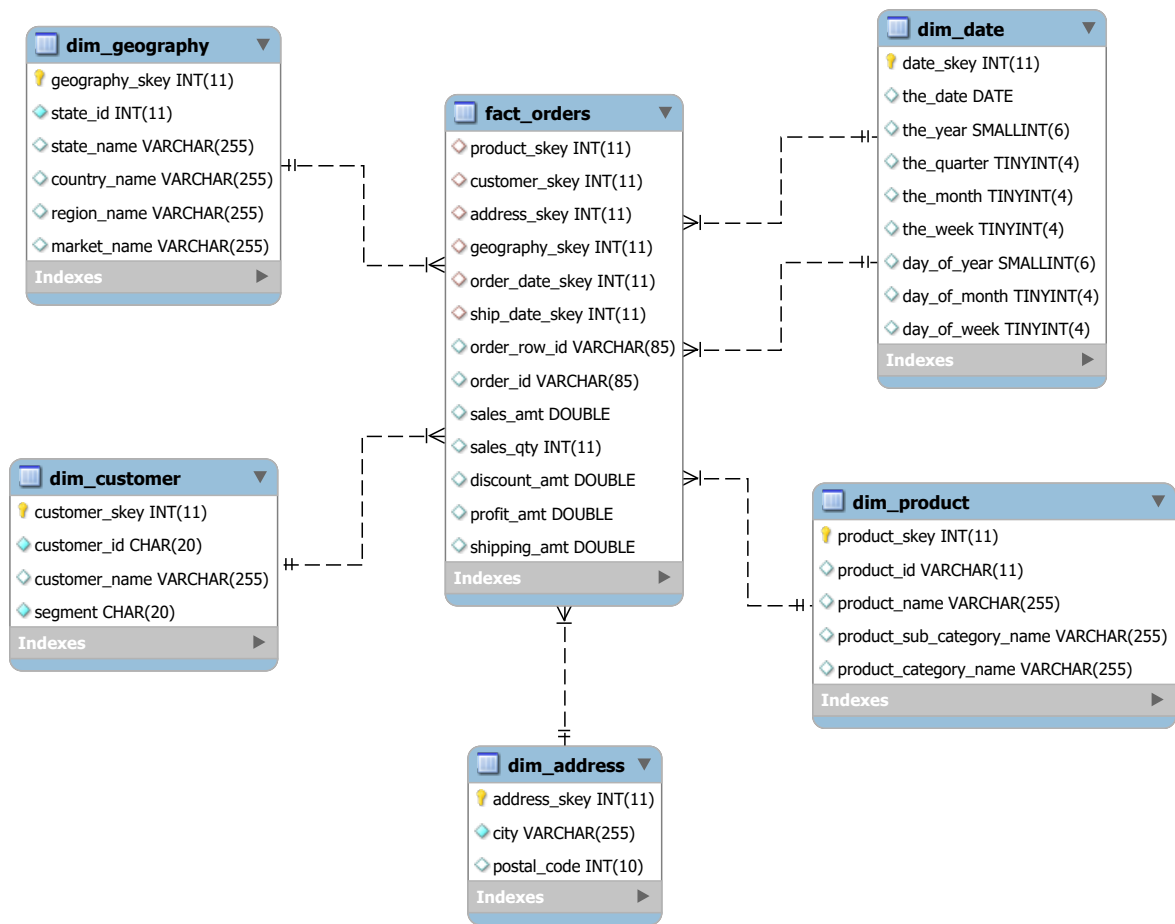 dim_geography
geography_skey INT(11)
state_id INT(11)
state_name VARCHAR(255)
country_name VARCHAR(255)
region_name VARCHAR(255)
market_name VARCHAR(255)
Indexes
fact_orders
product_skey INT(11)
customer_skey INT(11)
address_skey INT(11)
geography_skey INT(11)
order_date_skey INT(11)
ship_date_skey INT(11)
order_row_id VARCHAR(85)
order_id VARCHAR(85)
sales_amt DOUBLE
sales_qty INT(11)
discount_amt DOUBLE
profit_amt DOUBLE
shipping_amt DOUBLE
Indexes
dim_date
date_skey INT(11)
the_date DATE
the_year SMALLINT(6)
the_quarter TINYINT(4)
the_month TINYINT(4)
the_week TINYINT(4)
day_of_year SMALLINT(6)
day_of_month TINYINT(4)
day_of_week TINYINT(4)
Indexes
dim_customer
customer_skey INT(11)
customer_id CHAR(20)
customer_name VARCHAR(255)
segment CHAR(20)
Indexes
dim_product
product_skey INT(11)
product_id VARCHAR(11)
product_name VARCHAR(255)
product_sub_category_name VARCHAR(255)
product_category_name VARCHAR(255)
Indexes
dim_address
address_skey INT(11)
city VARCHAR(255)
postal_code INT(10)
Indexes